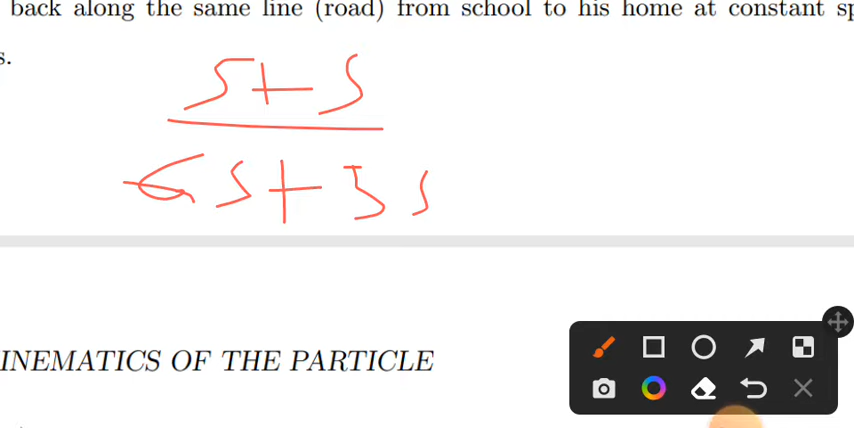 back along the same line (road) from school to his home at constant sp
s.
s+s
6s+3s
INEMATICS OF THE PARTICLE